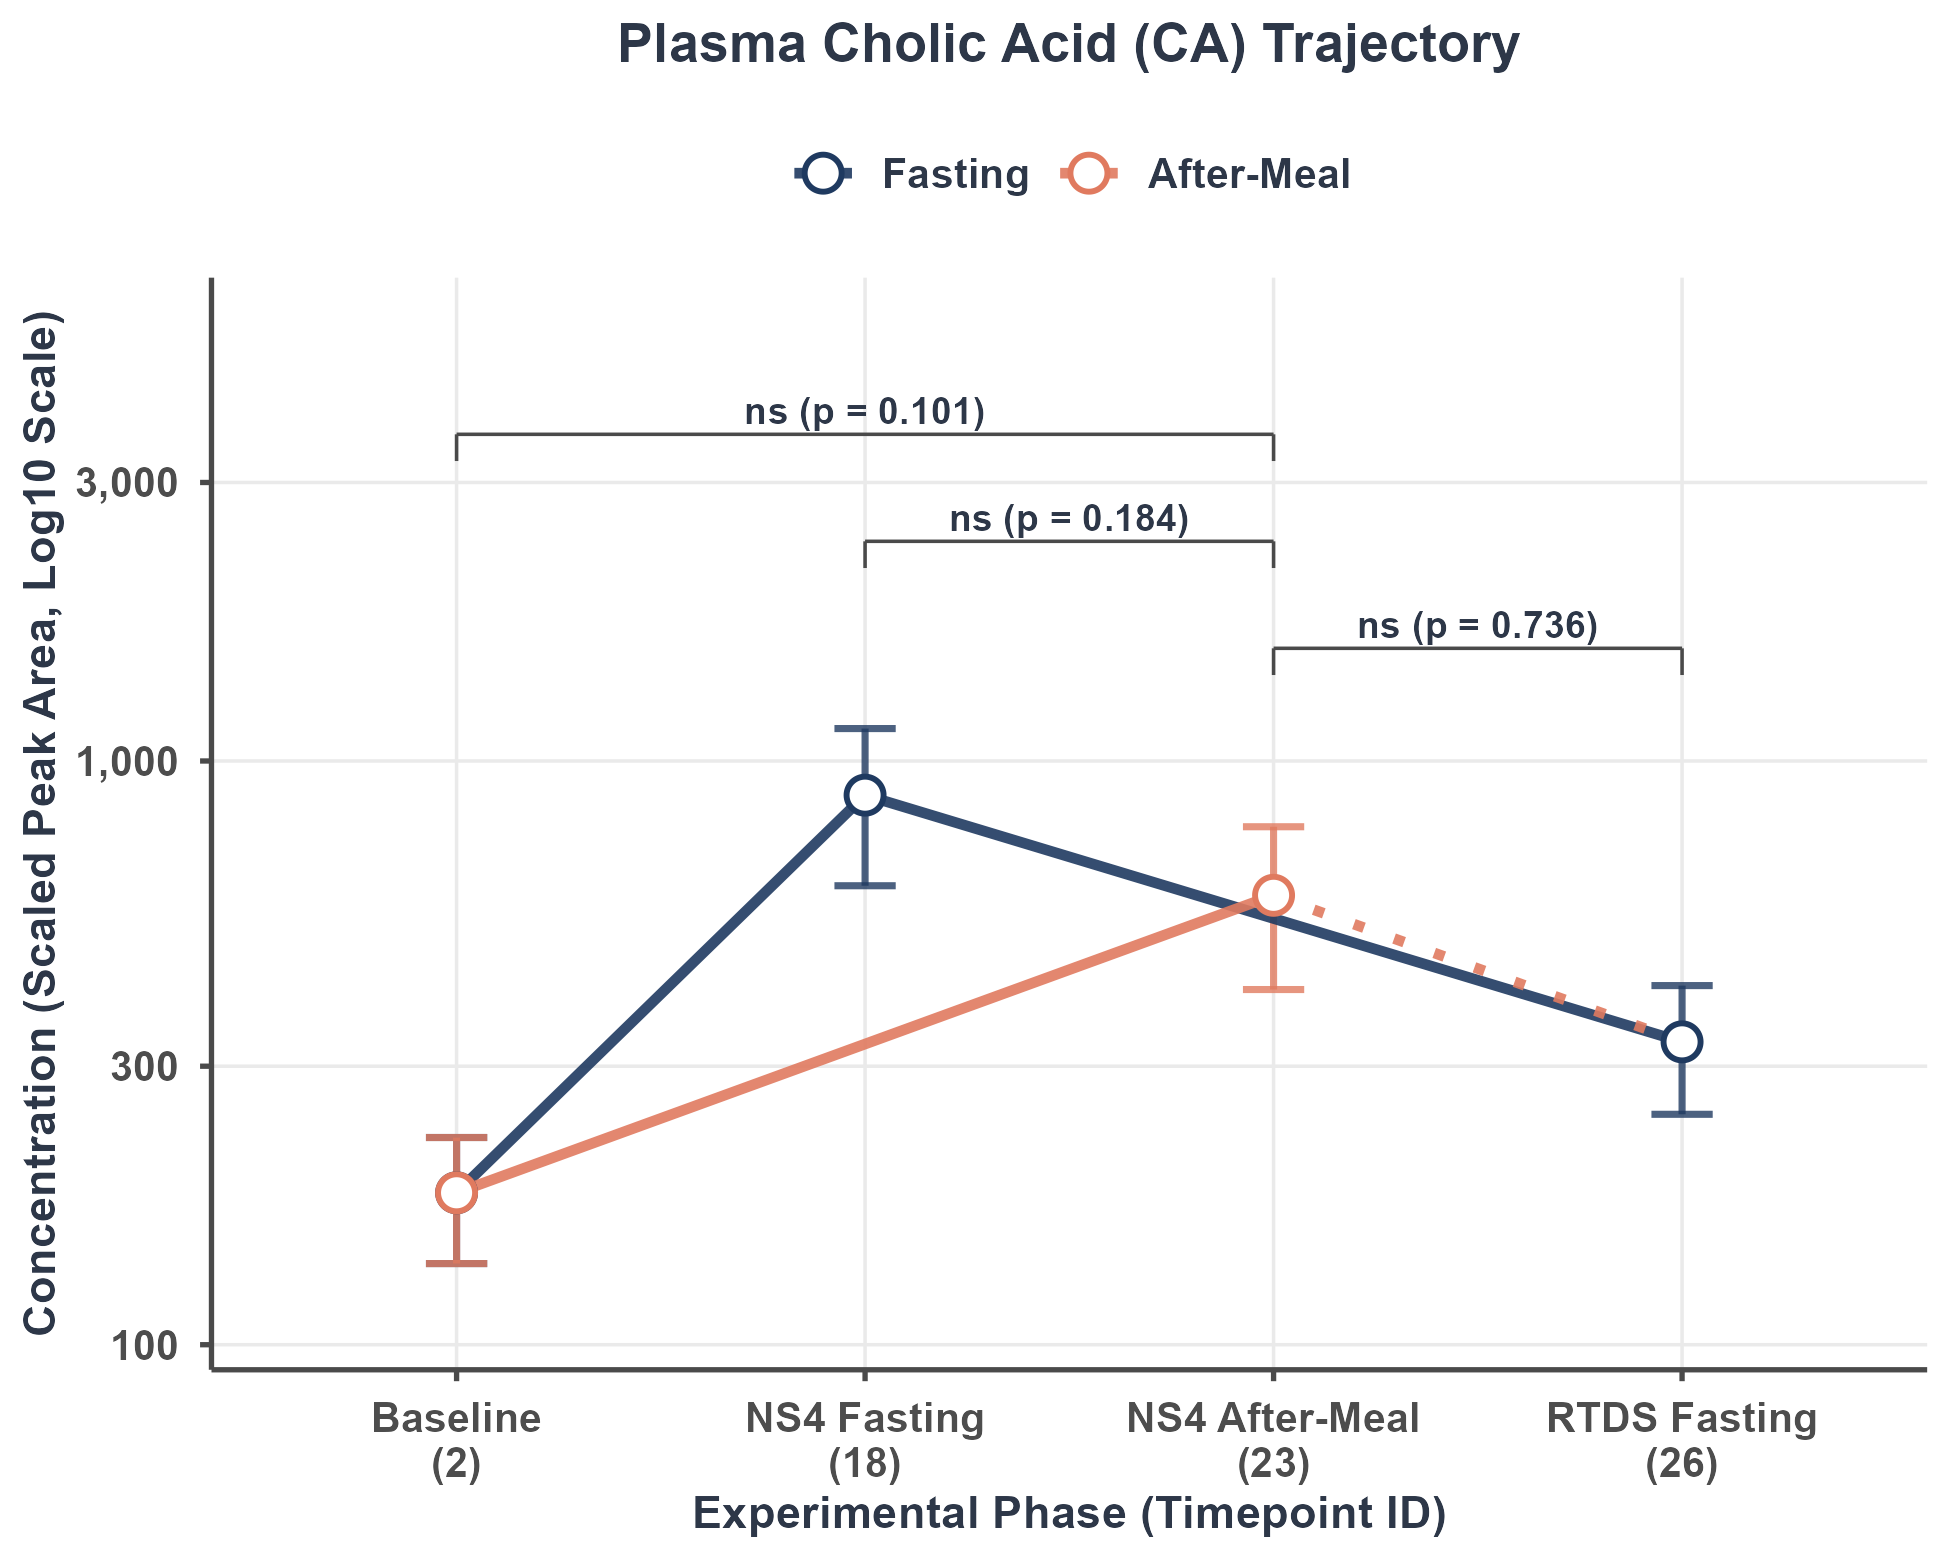 Plasma Cholic Acid (CA) Trajectory
Fasting
After-Meal
Concentration (Scaled Peak Area, Log10 Scale)
3,000
1,000
300
100
ns (p = 0.101)
ns (p = 0.184)
ns (p = 0.736)
Baseline
(2)
NS4 Fasting
(18)
NS4 After-Meal
(23)
RTDS Fasting
(26)
Experimental Phase (Timepoint ID)